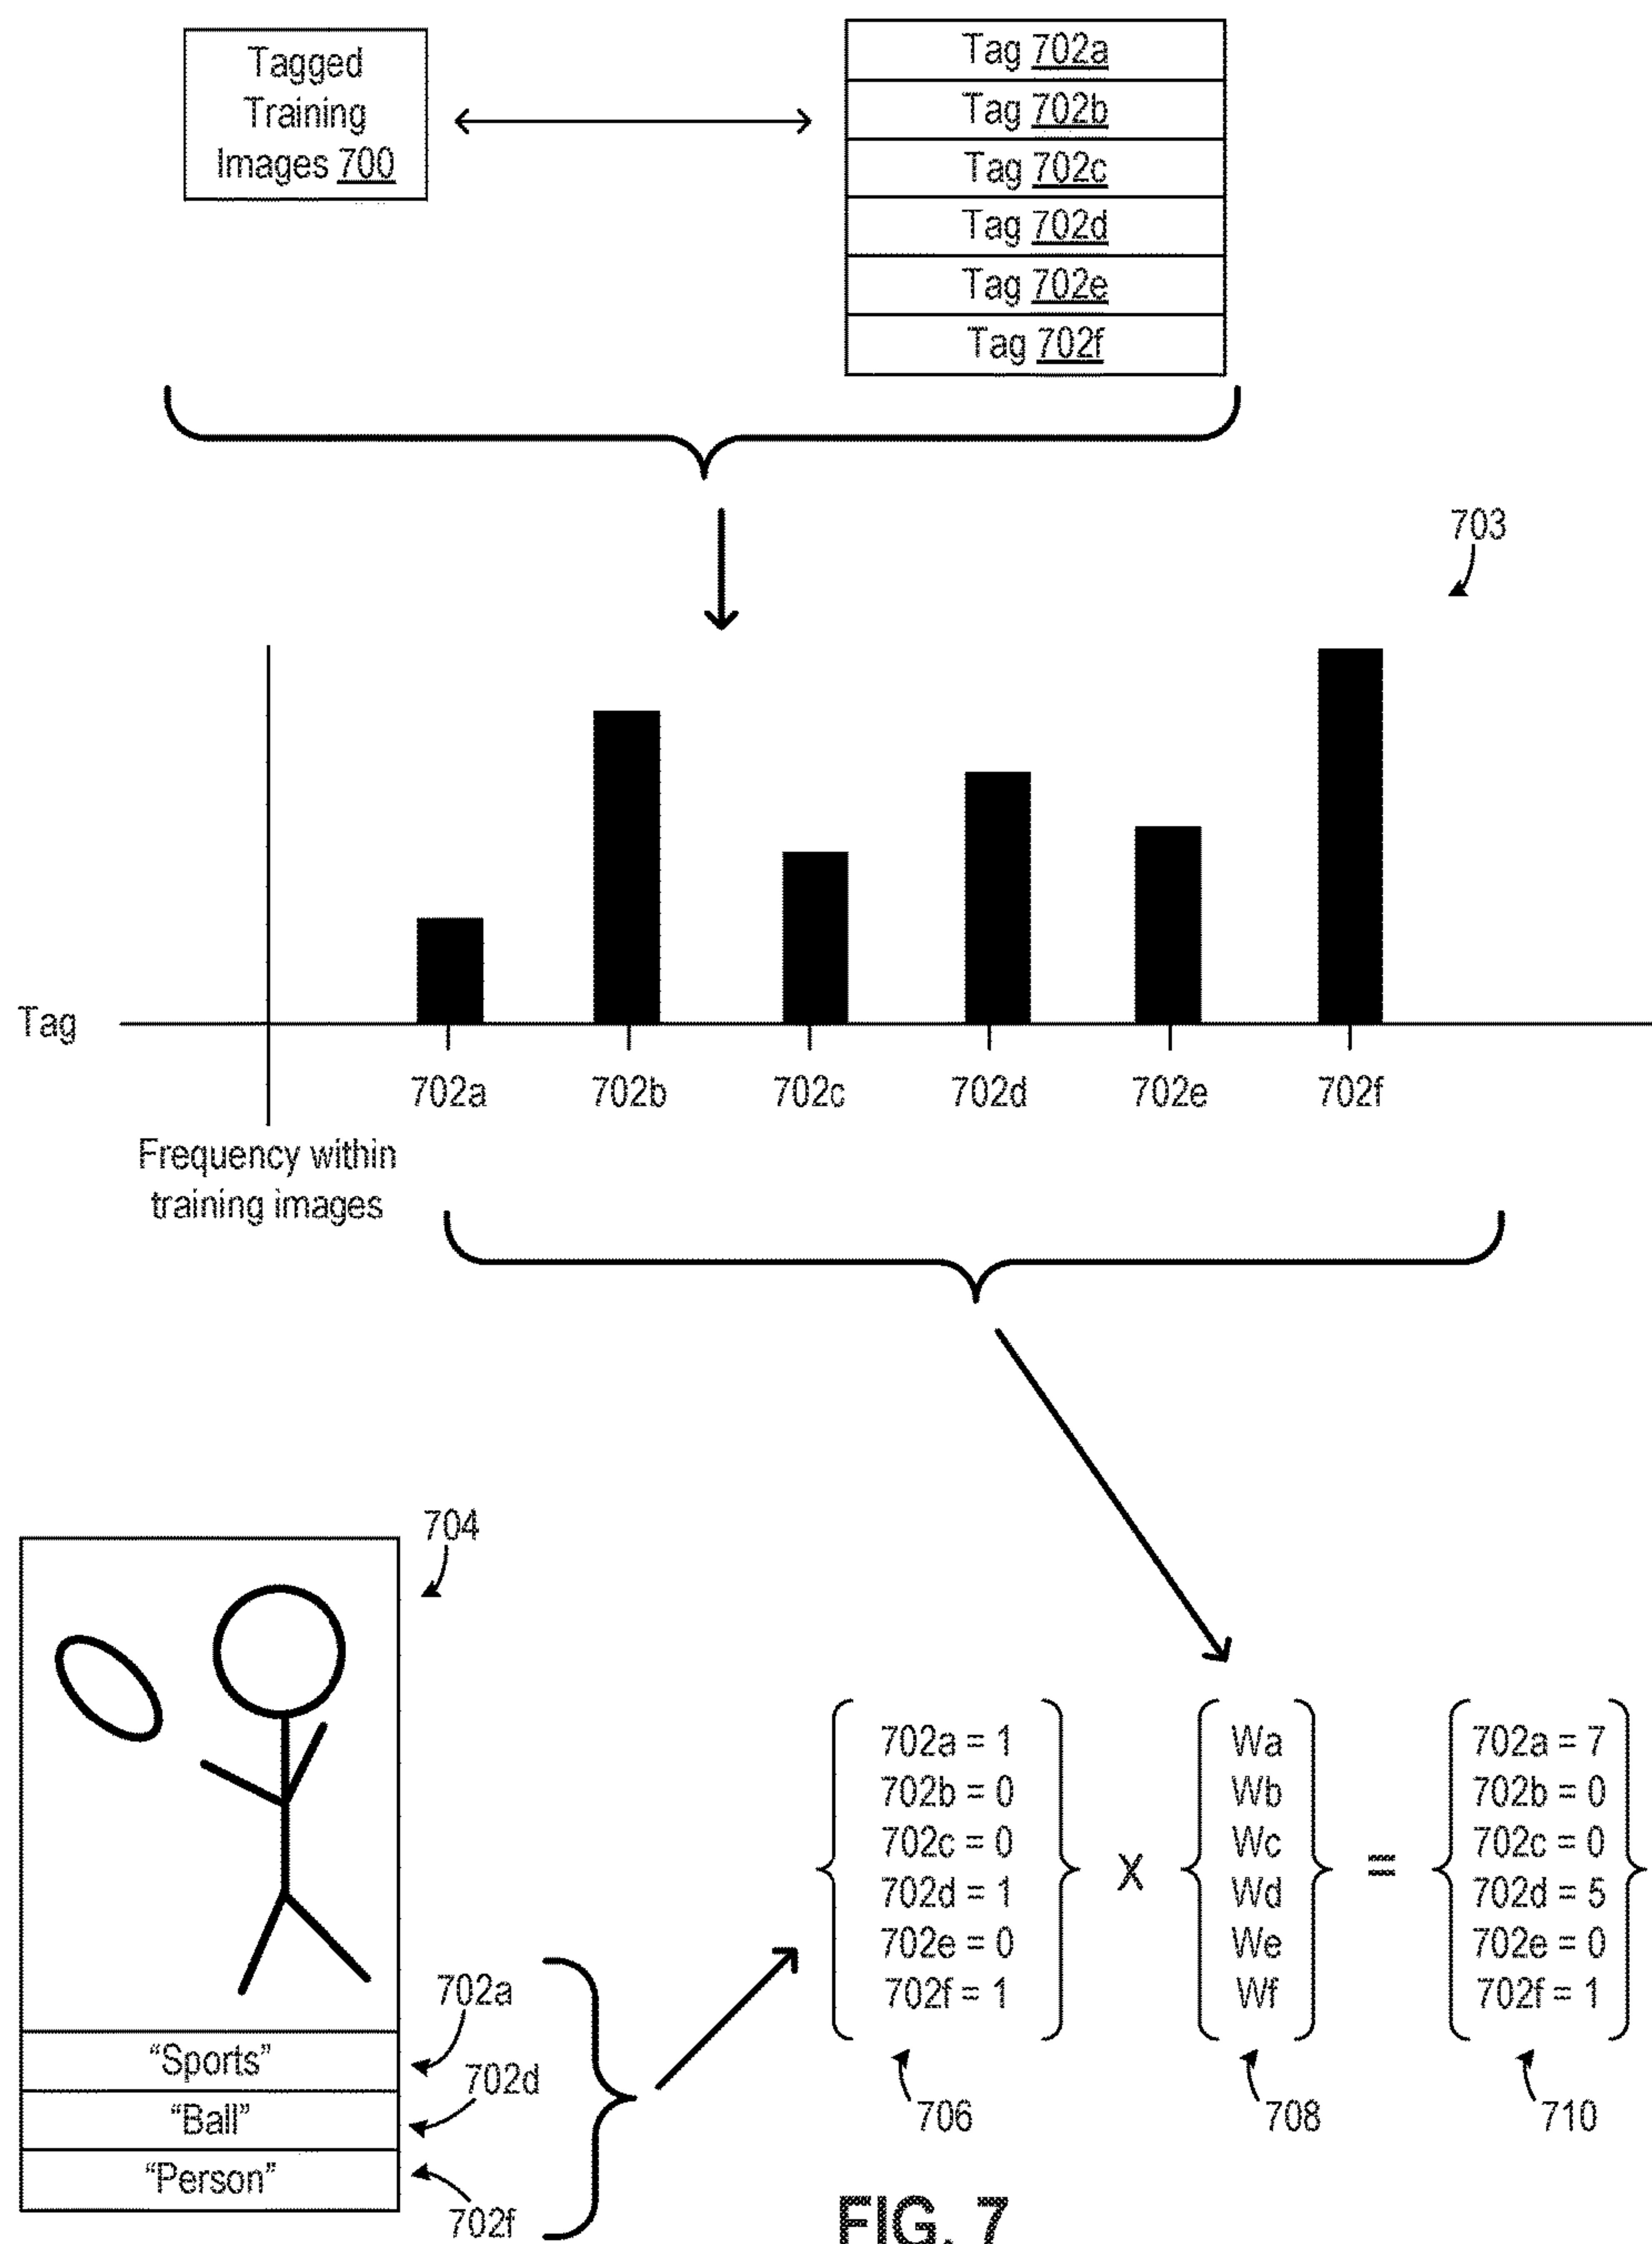 Tagged
Training
Images 700
Tag 702a
Tag 702b
Tag 702c
Tag 702d
Tag 702e
Tag 702f
703
Tag
702a 702b 702c 702d 702e 702f
Frequency within
training images
704
702a
“Sports”
702d
“Ball”
“Person”
702f
702a = 1
702b = 0
702c = 0
702d = 1
702e = 0
702f = 1
706
X
Wa
Wb
Wc
Wd
We
Wf
708
=
702a = 7
702b = 0
702c = 0
702d = 5
702e = 0
702f = 1
710
FIG. 7